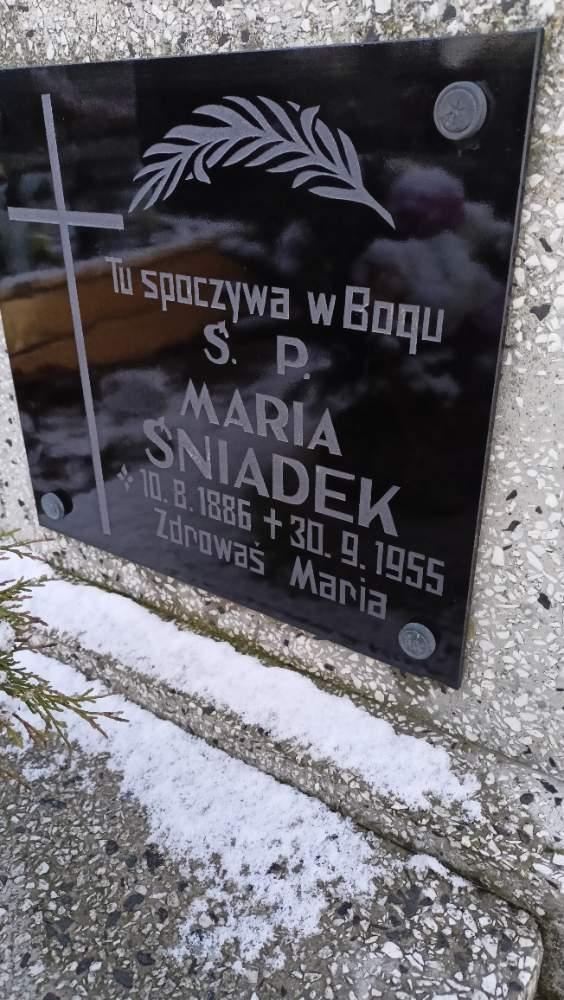 Tu spoczywa w Bogu
Ś. P.
MARIA
ŚNIADEK
10. 8. 1886 ✝ 30. 9. 1955
Zdrowaś Maria